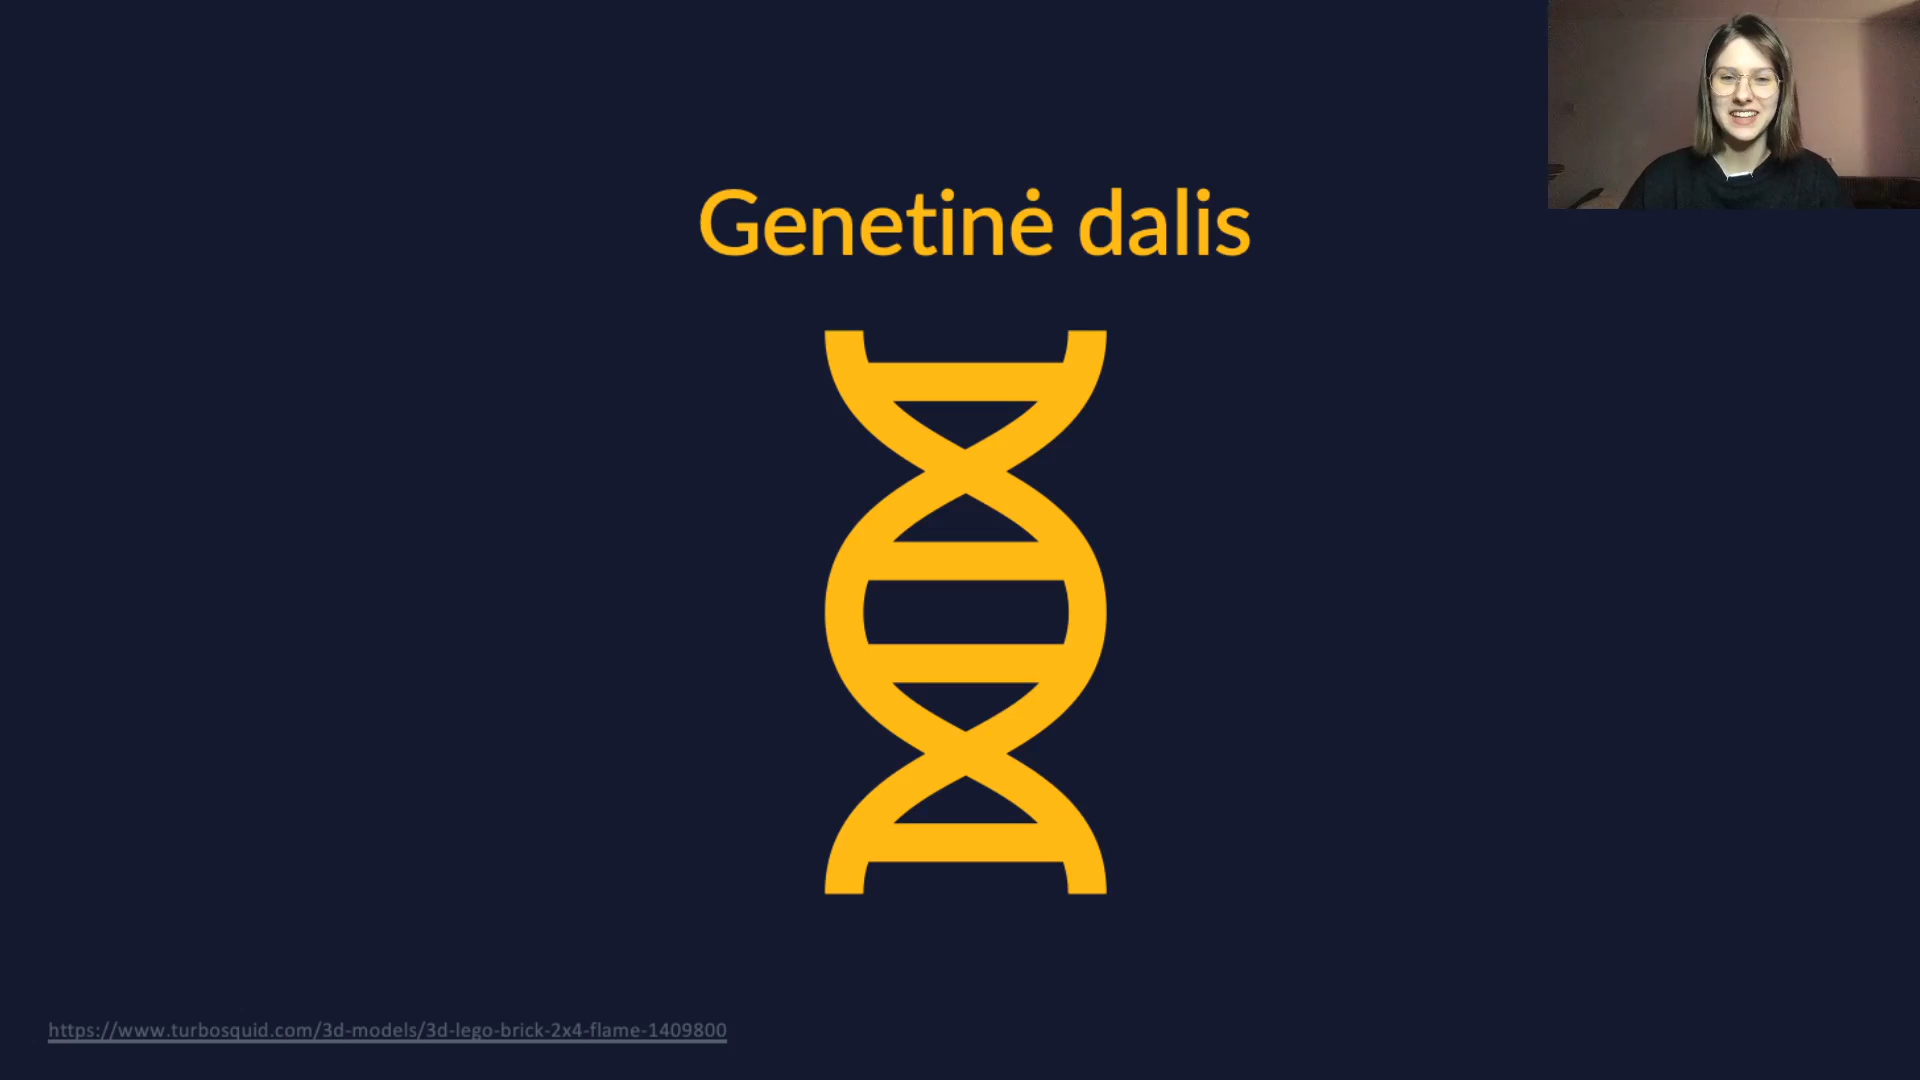 Genetinė dalis
https://www.turbosquid.com/3d-models/3d-lego-brick-2x4-flame-1409800